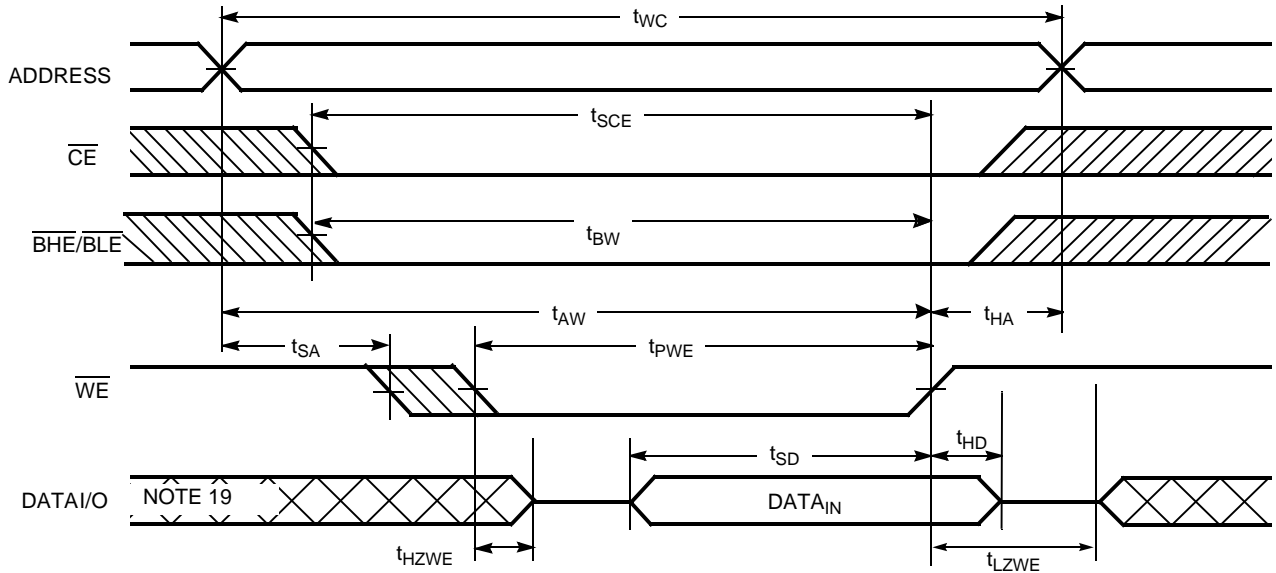 tWC
ADDRESS
tSCE
CE
tBW
BHE/BLE
tAW
tHA
tSA
tPWE
WE
tHD
tSD
DATAI/O
NOTE 19
DATAIN
tHZWE
tLZWE